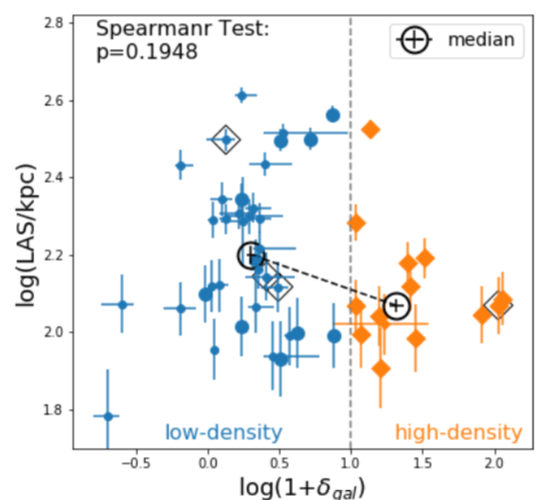 Spearmanr Test:
p=0.1948
median
2.8
2.6
2.4
2.2
2.0
1.8
log(LAS/kpc)
low-density
high-density
−0.5
0.0
0.5
1.0
1.5
2.0
log(1+δgal)